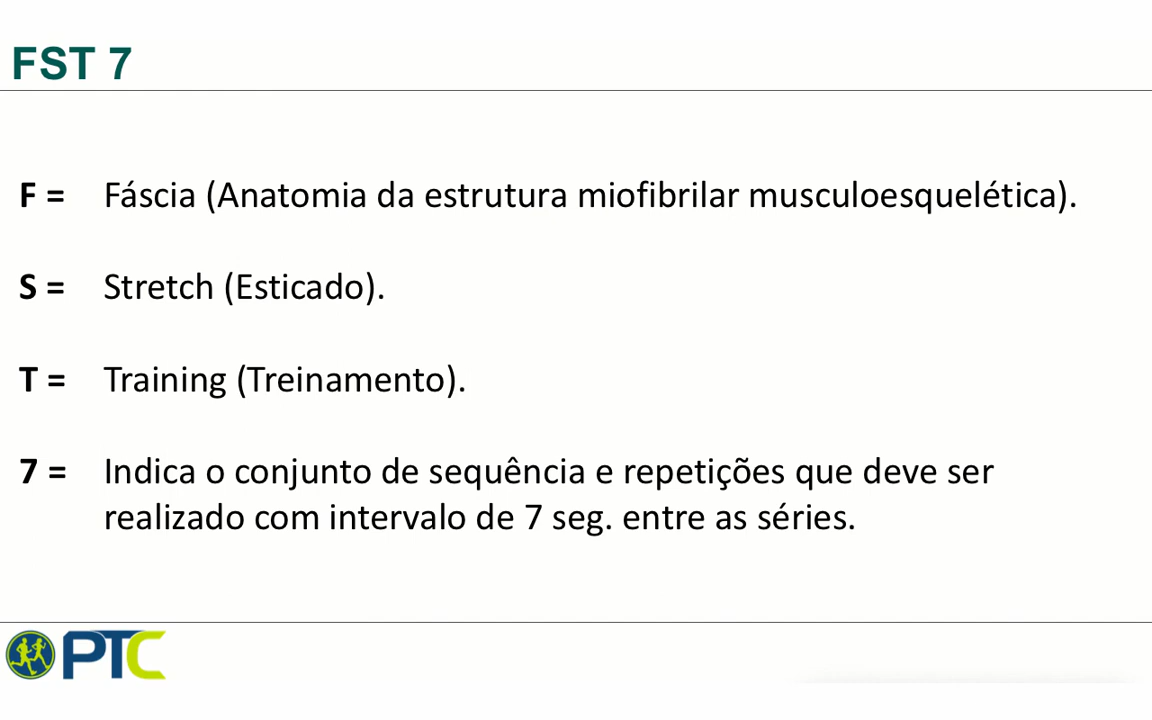 FST 7
F = Fáscia (Anatomia da estrutura miofibrilar musculoesquelética).
S = Stretch (Esticado).
T = Training (Treinamento).
7 = Indica o conjunto de sequência e repetições que deve ser
realizado com intervalo de 7 seg. entre as séries.
PTC